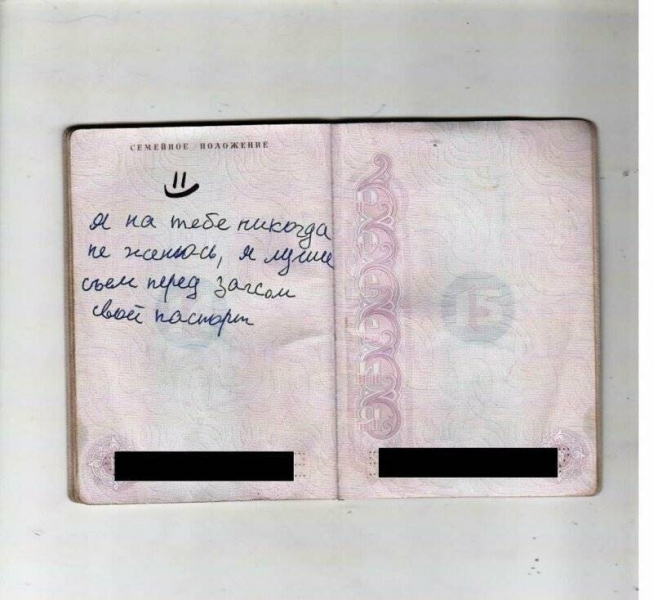 СЕМЕЙНОЕ ПОЛОЖЕНИЕ
я на тебе никогда
не женюсь, я лучше
съем перед загсом
свой паспорт
15